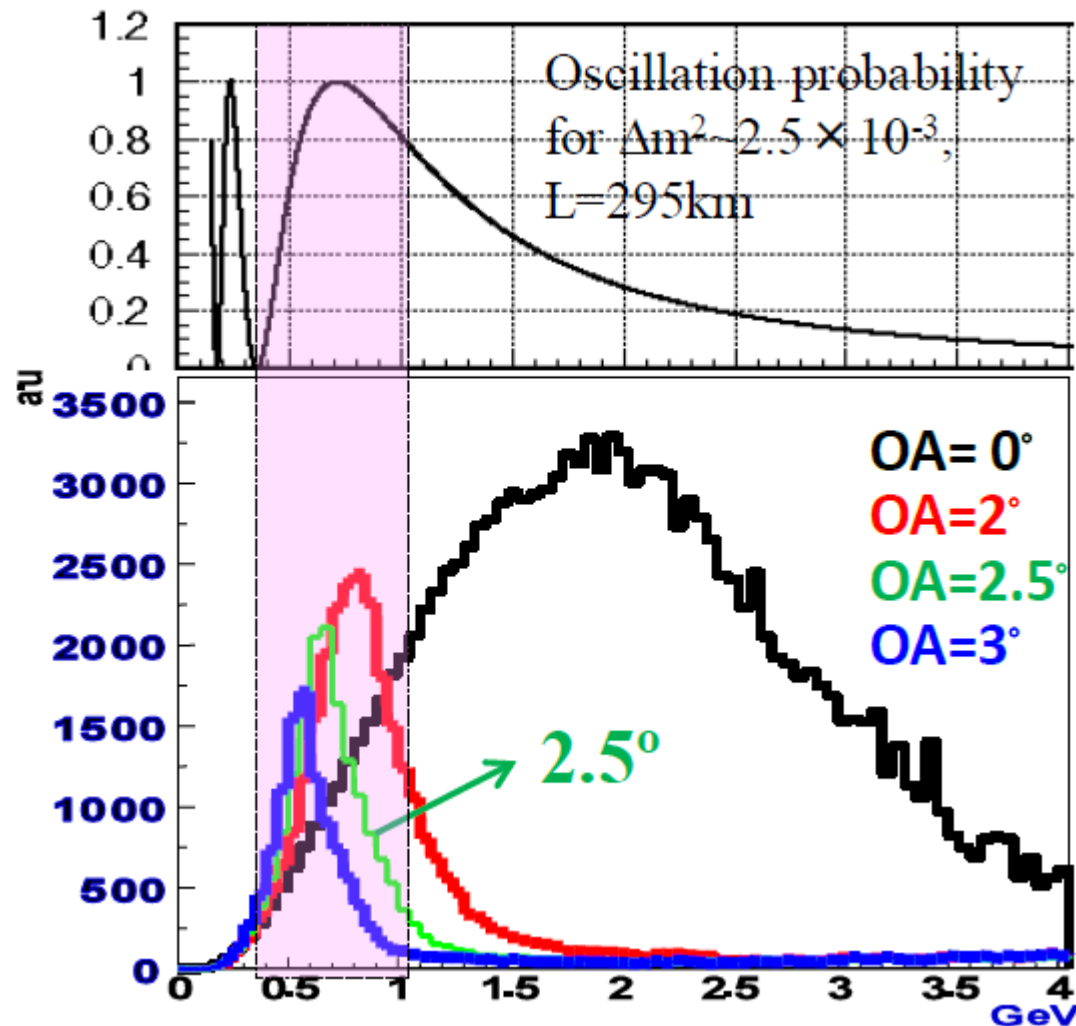 1.2
1
0.8
0.6
0.4
0.2
0
Oscillation probability
for Δm²~2.5 × 10⁻³,
L=295km
a.u
3500
3000
2500
2000
1500
1000
500
0
OA= 0°
OA=2°
OA=2.5°
OA=3°
2.5º
0 0.5 1 1.5 2 2.5 3 3.5 4
GeV